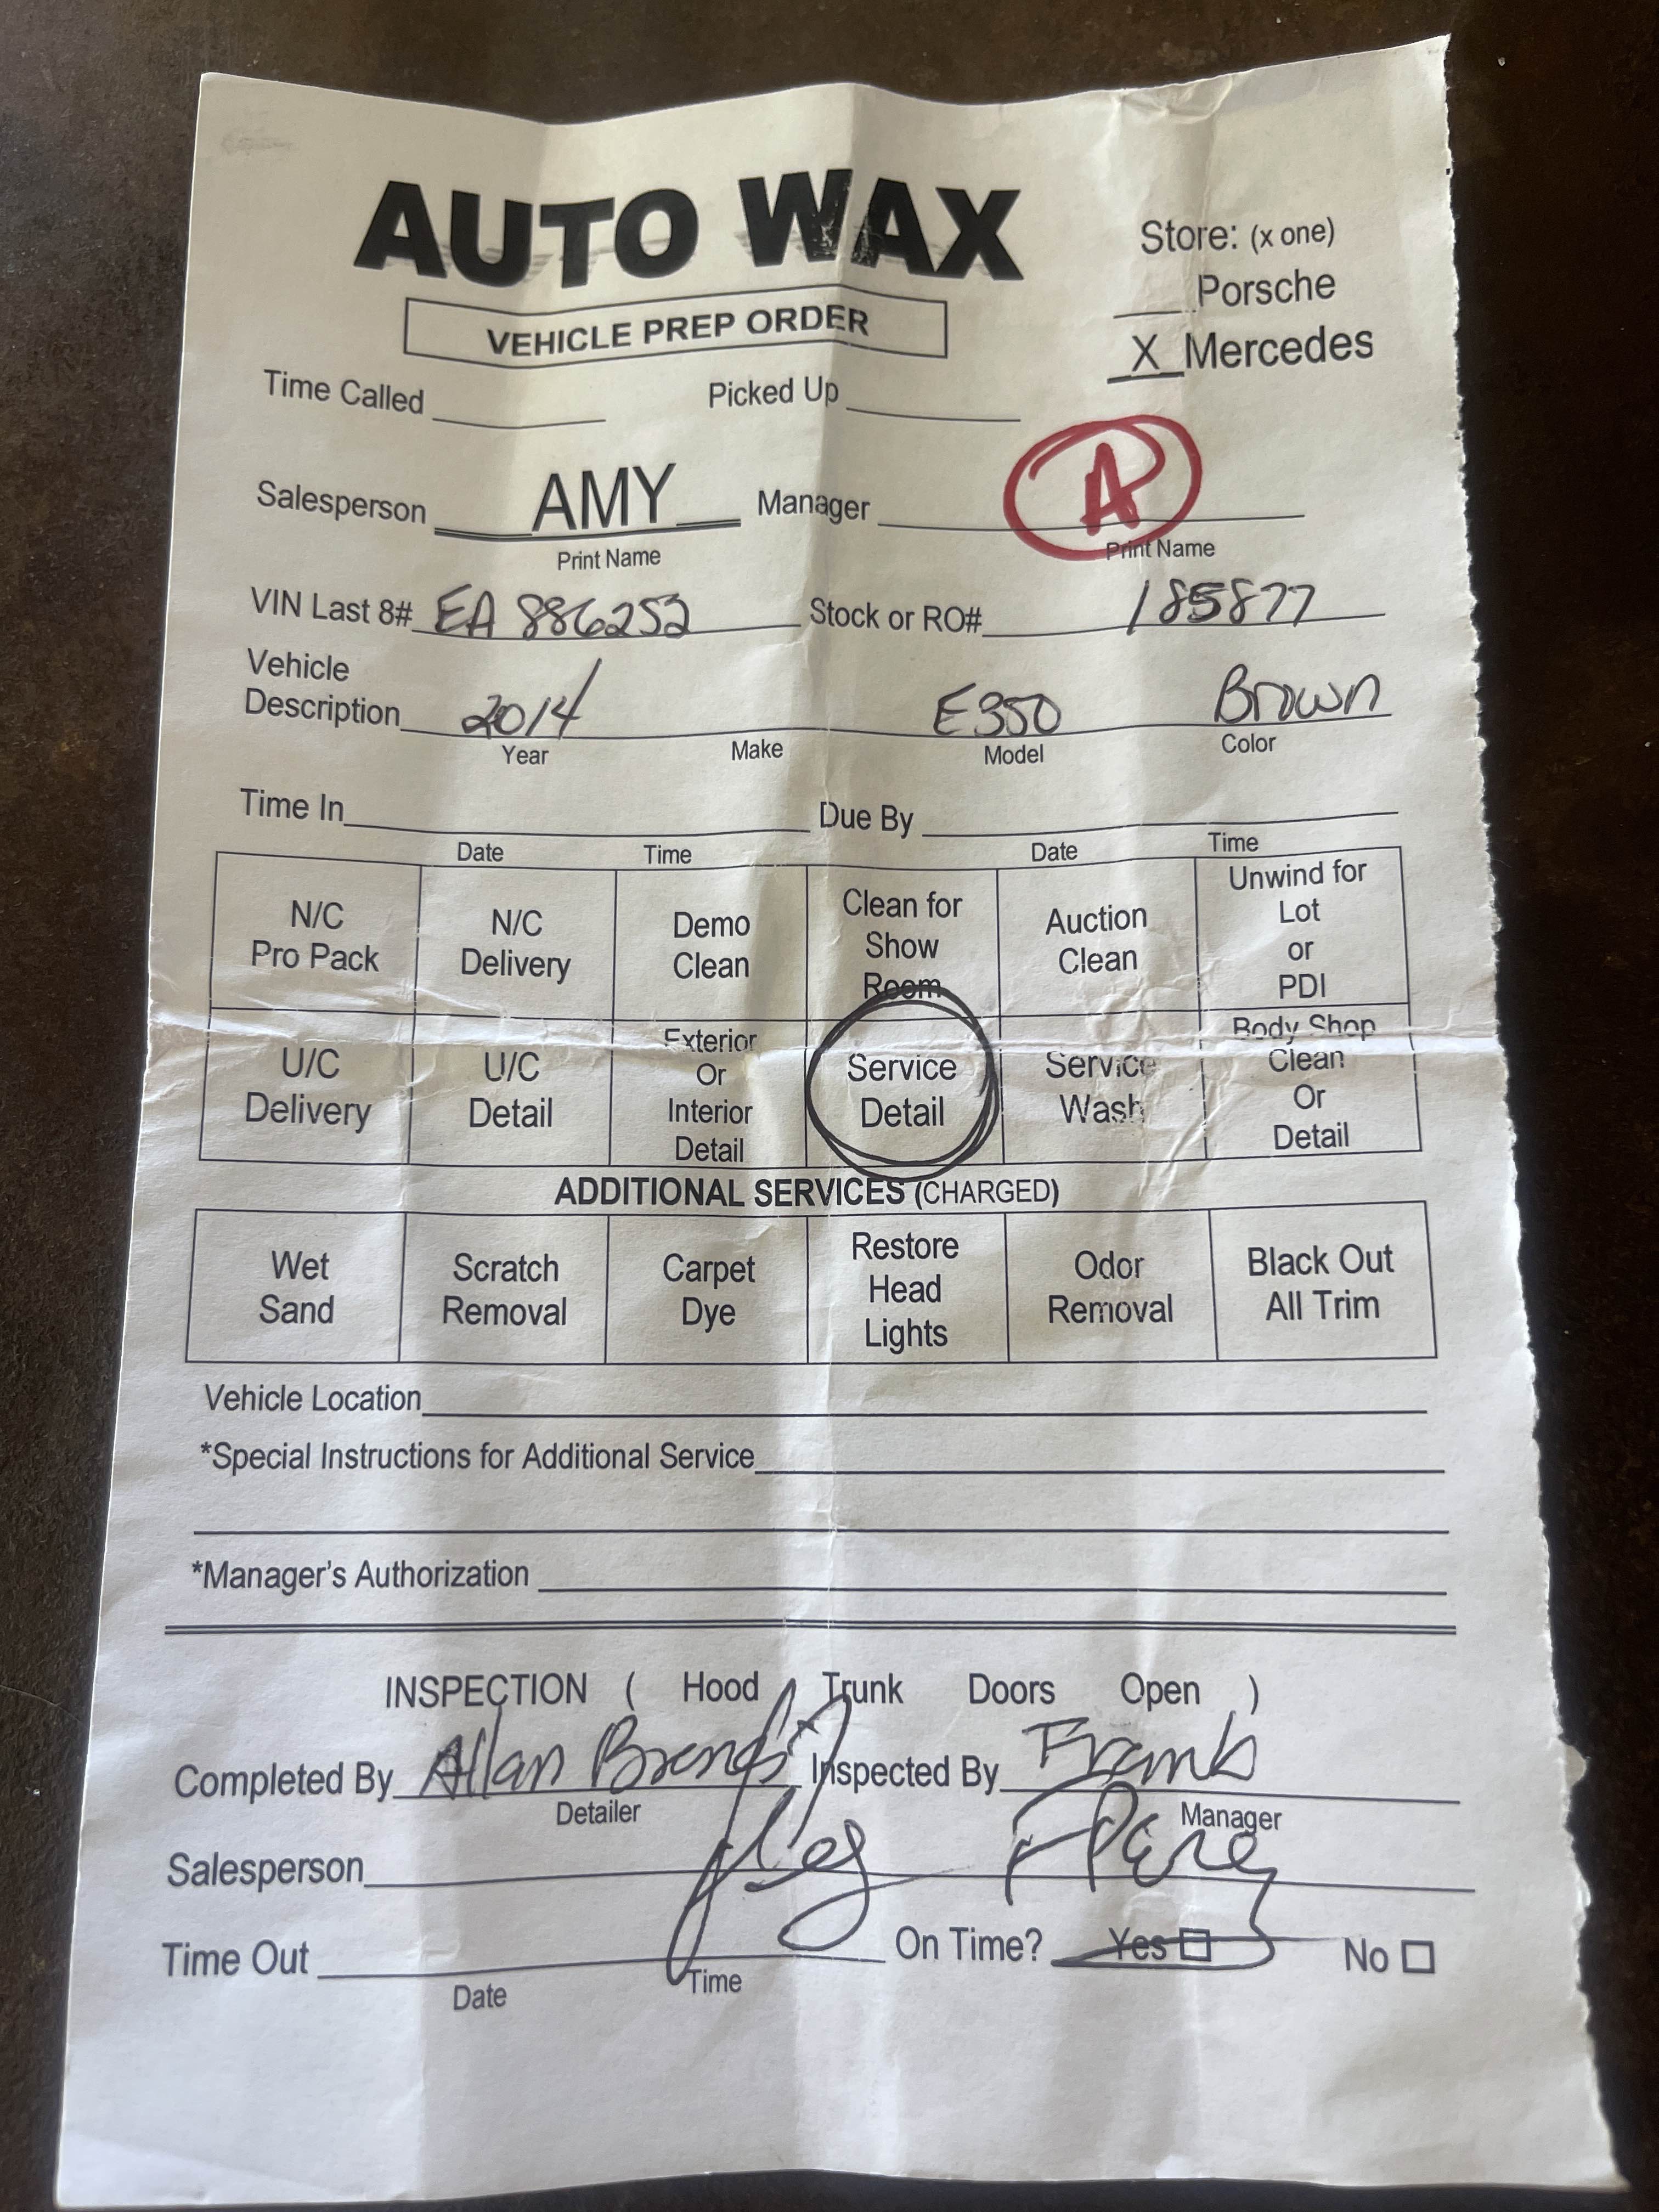 AUTO WAX
VEHICLE PREP ORDER
Store: (x one)
Porsche
X Mercedes
Time Called Picked Up
Salesperson AMY Manager A
Print Name Print Name
VIN Last 8# EA 886252 Stock or RO# 185877
Vehicle
Description 2014 E350 Brown
Year Make Model Color
Time In Due By
Date Time Date Time
N/C
Pro Pack
N/C
Delivery
Demo
Clean
Clean for
Show
Room
Auction
Clean
Unwind for
Lot
or
PDI
U/C
Delivery
U/C
Detail
Exterior
Or
Interior
Detail
Service
Detail
Service
Wash
Body Shop
Clean
Or
Detail
ADDITIONAL SERVICES (CHARGED)
Wet
Sand
Scratch
Removal
Carpet
Dye
Restore
Head
Lights
Odor
Removal
Black Out
All Trim
Vehicle Location
*Special Instructions for Additional Service
*Manager's Authorization
INSPECTION ( Hood Trunk Doors Open )
Completed By Allan Inspected By Frank
Detailer Manager
Salesperson
Time Out On Time? Yes No
Date Time